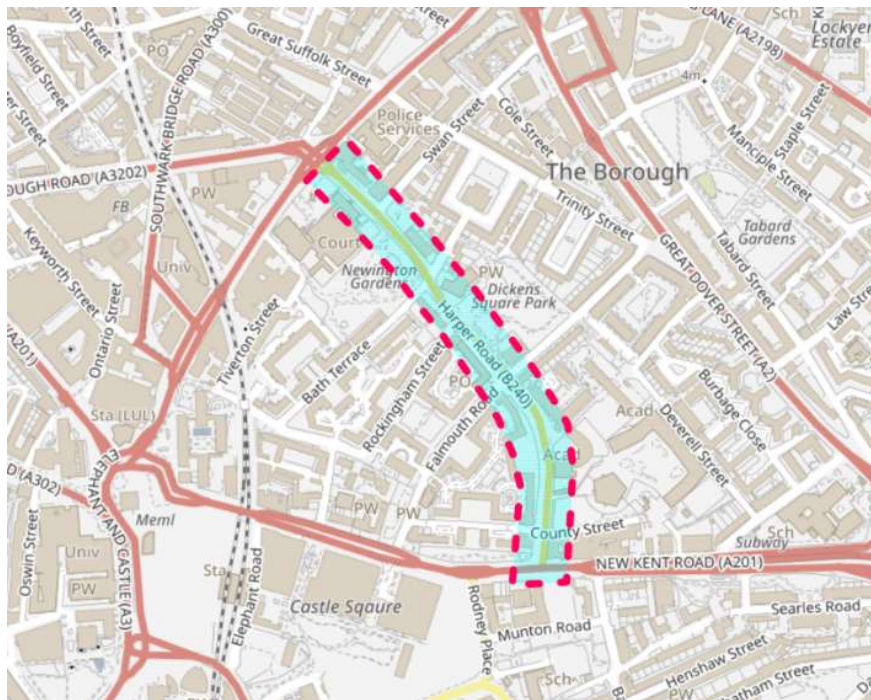 North
Street
Boyfield Street
PO
SOUTHWARK BRIDGE ROAD (A300)
Great Suffolk Street
Police
Services
Swan Street
Cole Street
Sch
LANE (A2198)
Lockyer
Estate
4m
Staple Street
Manciple Street
The Borough
Trinity Street
OUGH ROAD (A3202)
PW
FB
Keyworth Street
Court
Newington
Gardens
PW
Dickens
Square Park
Tabard
Gardens
Tabard Street
GREAT DOVER STREET (A2)
Law Street
Univ
Ontario Street
Tiverton Street
Harper Road (B240)
Bath Terrace
Rockingham Street
PO
Falmouth Road
(A201)
Sta (LUL)
Acad
Burbage Close
Deverell Street
Acad
ELEPHANT AND CASTLE (A3)
D (A302)
PW
PW
Meml
County Street
Subway
Sch
Oswin Street
Univ
PW
Sta
Elephant Road
NEW KENT ROAD (A201)
Castle Sqaure
Rodney Place
Munton Road
Searles Road
Sch
Henshaw Street
atham Street